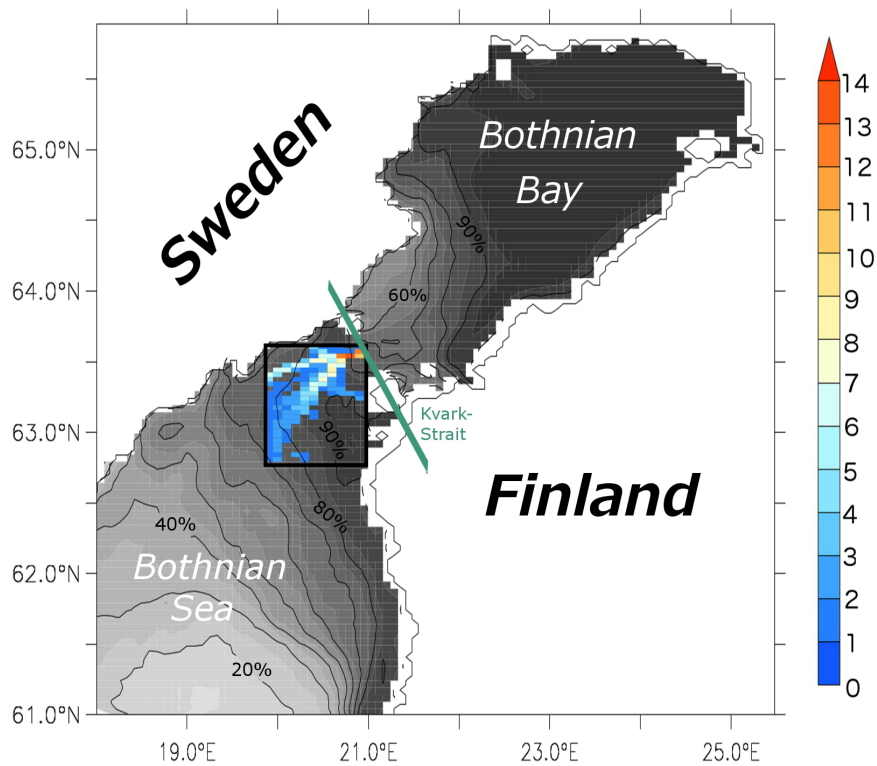 Sweden
Bothnian
Bay
90%
60%
Kvark-
Strait
90%
80%
40%
Finland
Bothnian
Sea
20%
65.0°N
64.0°N
63.0°N
62.0°N
61.0°N
19.0°E
21.0°E
23.0°E
25.0°E
14
13
12
11
10
9
8
7
6
5
4
3
2
1
0